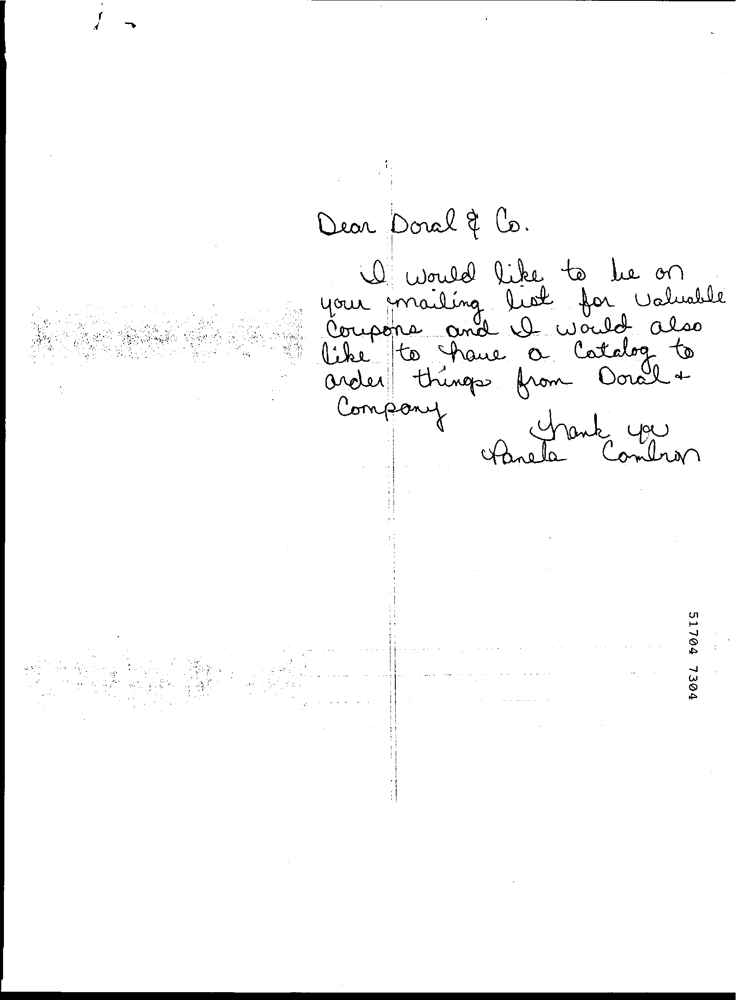 Dear Doral & Co.
I would like to be on
your mailing list for valuable
Coupons and I would also
like to have a Catalog to
order things from Doral +
Company
Thank you
Pamela Combron
51704 7304